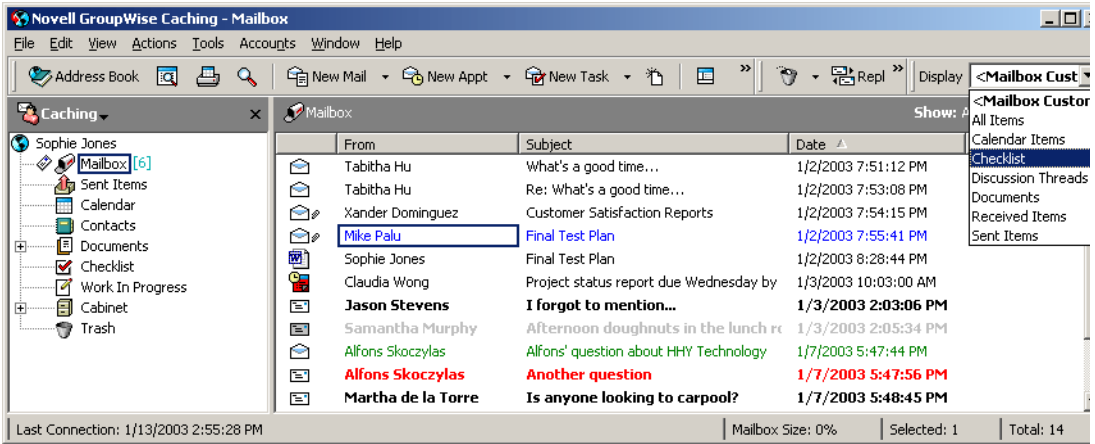 Novell GroupWise Caching - Mailbox
File Edit View Actions Tools Accounts Window Help
Address Book New Mail New Appt New Task » Repl » Display <Mailbox Cust
Caching Mailbox Show:
<Mailbox Custor
All Items
Calendar Items
Checklist
Discussion Threads
Documents
Received Items
Sent Items
Sophie Jones
Mailbox [6]
Sent Items
Calendar
Contacts
Documents
Checklist
Work In Progress
Cabinet
Trash
From Subject Date
Tabitha Hu What's a good time... 1/2/2003 7:51:12 PM
Tabitha Hu Re: What's a good time... 1/2/2003 7:53:08 PM
Xander Dominguez Customer Satisfaction Reports 1/2/2003 7:54:15 PM
Mike Palu Final Test Plan 1/2/2003 7:55:41 PM
Sophie Jones Final Test Plan 1/2/2003 8:28:44 PM
Claudia Wong Project status report due Wednesday by 1/3/2003 10:03:00 AM
Jason Stevens I forgot to mention... 1/3/2003 2:03:06 PM
Samantha Murphy Afternoon doughnuts in the lunch 1/3/2003 2:05:34 PM
Alfons Skoczylas Alfons' question about HHY Technology 1/7/2003 5:47:44 PM
Alfons Skoczylas Another question 1/7/2003 5:47:56 PM
Martha de la Torre Is anyone looking to carpool? 1/7/2003 5:48:45 PM
Last Connection: 1/13/2003 2:55:28 PM Mailbox Size: 0% Selected: 1 Total: 14